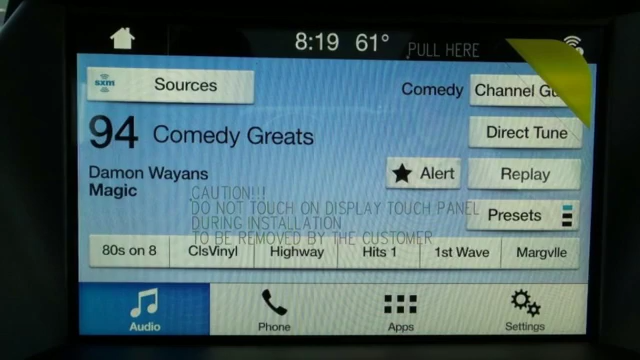 8:19 61°
PULL HERE
sxm Sources
Comedy
Channel Gu
94 Comedy Greats
Direct Tune
Damon Wayans
Magic
Alert
Replay
CAUTION!!!
DO NOT TOUCH ON DISPLAY TOUCH PANEL
DURING INSTALLATION
TO BE REMOVED BY THE CUSTOMER
Presets
80s on 8 ClsVinyl Highway Hits 1 1st Wave Margvlle
Audio Phone Apps Settings